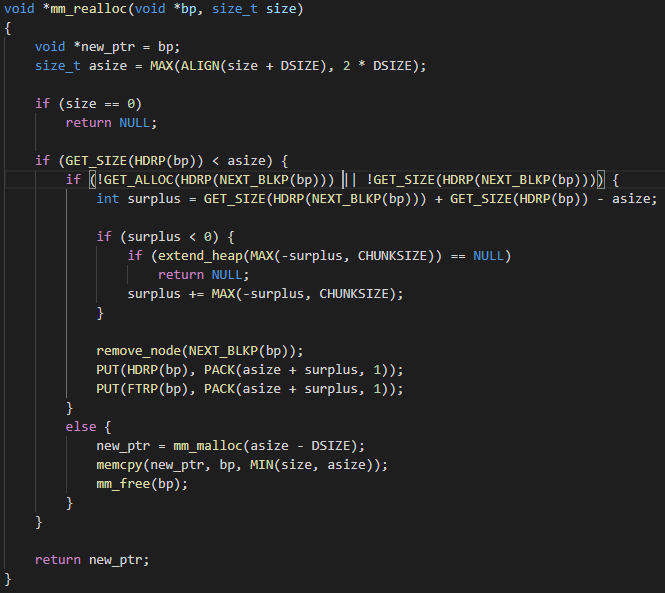 void *mm_realloc(void *bp, size_t size)
{
    void *new_ptr = bp;
    size_t asize = MAX(ALIGN(size + DSIZE), 2 * DSIZE);

    if (size == 0)
        return NULL;

    if (GET_SIZE(HDRP(bp)) < asize) {
        if (!GET_ALLOC(HDRP(NEXT_BLKP(bp))) || !GET_SIZE(HDRP(NEXT_BLKP(bp)))) {
            int surplus = GET_SIZE(HDRP(NEXT_BLKP(bp))) + GET_SIZE(HDRP(bp)) - asize;

            if (surplus < 0) {
                if (extend_heap(MAX(-surplus, CHUNKSIZE)) == NULL)
                    return NULL;
                surplus += MAX(-surplus, CHUNKSIZE);
            }

            remove_node(NEXT_BLKP(bp));
            PUT(HDRP(bp), PACK(asize + surplus, 1));
            PUT(FTRP(bp), PACK(asize + surplus, 1));
        }
        else {
            new_ptr = mm_malloc(asize - DSIZE);
            memcpy(new_ptr, bp, MIN(size, asize));
            mm_free(bp);
        }
    }

    return new_ptr;
}